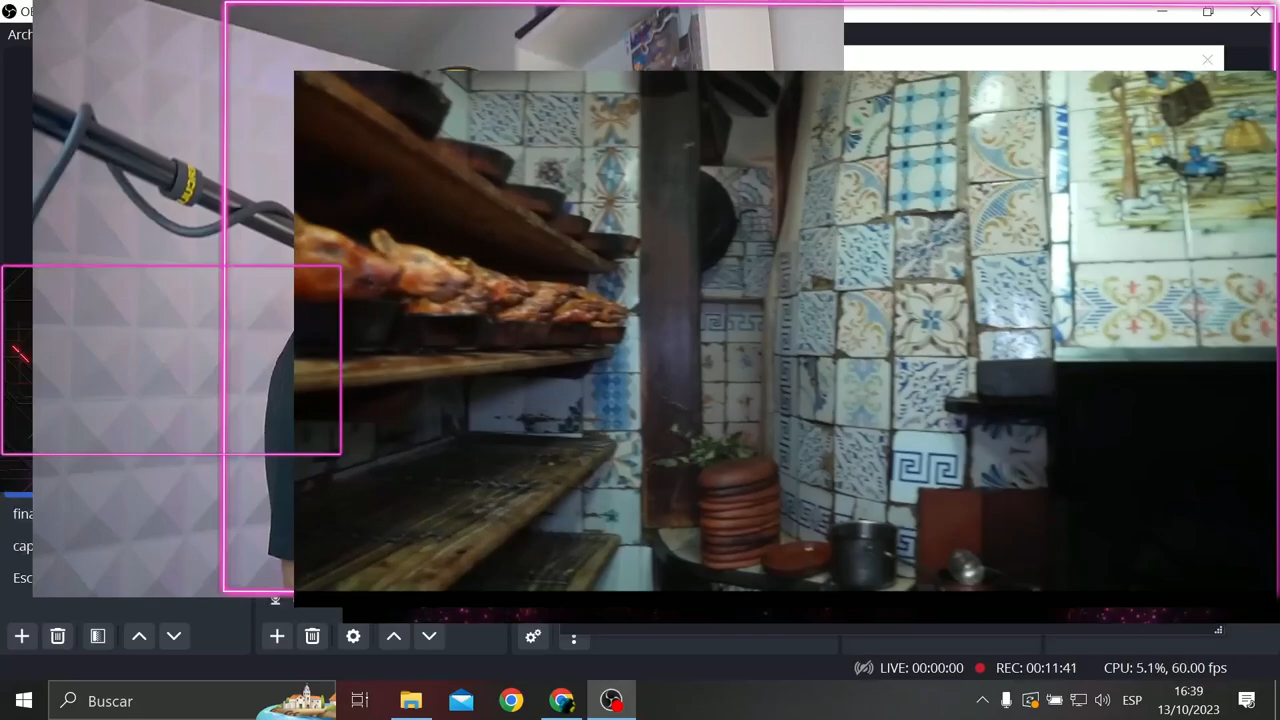 Arch
fina
cap
Esc
LIVE: 00:00:00
REC: 00:11:41
CPU: 5.1%, 60.00 fps
Buscar
ESP
16:39
13/10/2023